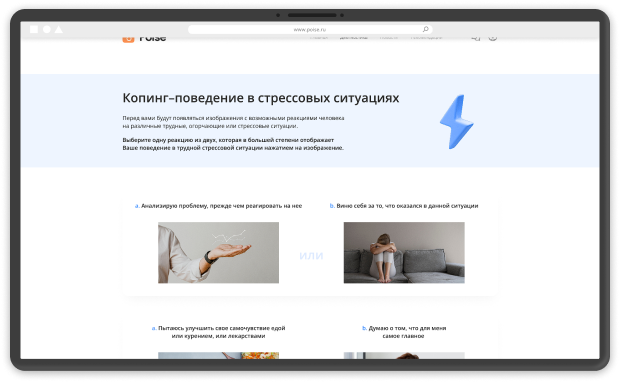 www.poise.ru
Копинг–поведение в стрессовых ситуациях
Перед вами будут появляться изображения с возможными реакциями человека
на различные трудные, огорчающие или стрессовые ситуации.
Выберите одну реакцию из двух, которая в большей степени отображает
Ваше поведение в трудной стрессовой ситуации нажатием на изображение.
a. Анализирую проблему, прежде чем реагировать на нее
b. Виню себя за то, что оказался в данной ситуации
ИЛИ
a. Пытаюсь улучшить свое самочувствие едой
или курением, или лекарствами
b. Думаю о том, что для меня
самое главное